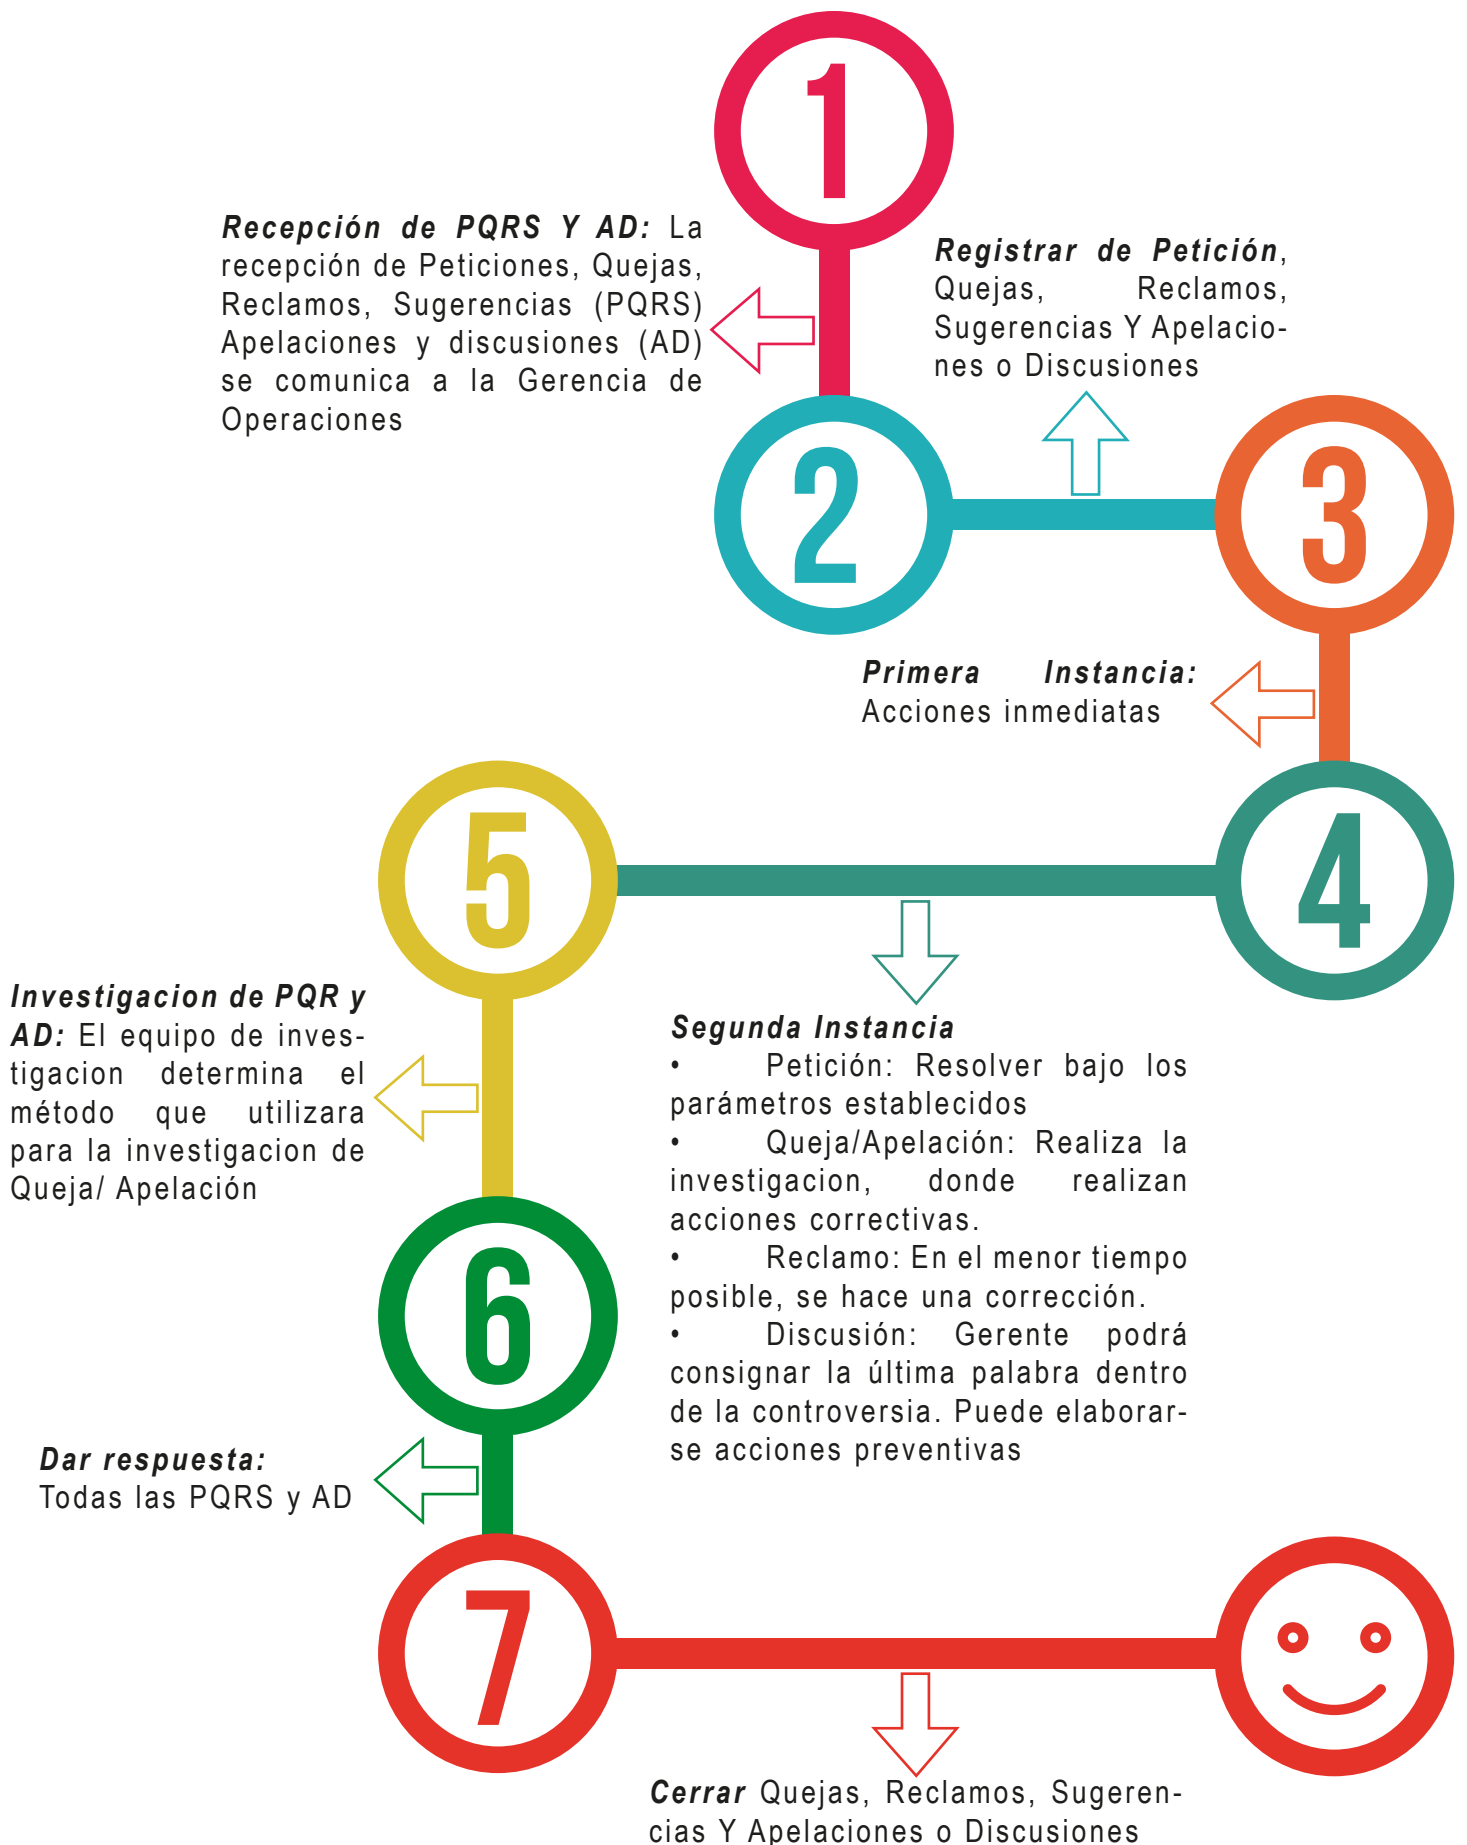 1
Recepción de PQRS Y AD: La
recepción de Peticiones, Quejas,
Reclamos, Sugerencias (PQRS)
Apelaciones y discusiones (AD)
se comunica a la Gerencia de
Operaciones
2
Registrar de Petición,
Quejas, Reclamos,
Sugerencias Y Apelacio-
nes o Discusiones
3
Primera Instancia:
Acciones inmediatas
4
Segunda Instancia
• Petición: Resolver bajo los
parámetros establecidos
• Queja/Apelación: Realiza la
investigacion, donde realizan
acciones correctivas.
• Reclamo: En el menor tiempo
posible, se hace una corrección.
• Discusión: Gerente podrá
consignar la última palabra dentro
de la controversia. Puede elaborar-
se acciones preventivas
5
Investigacion de PQR y
AD: El equipo de inves-
tigacion determina el
método que utilizara
para la investigacion de
Queja/ Apelación
6
Dar respuesta:
Todas las PQRS y AD
7
Cerrar Quejas, Reclamos, Sugeren-
cias Y Apelaciones o Discusiones